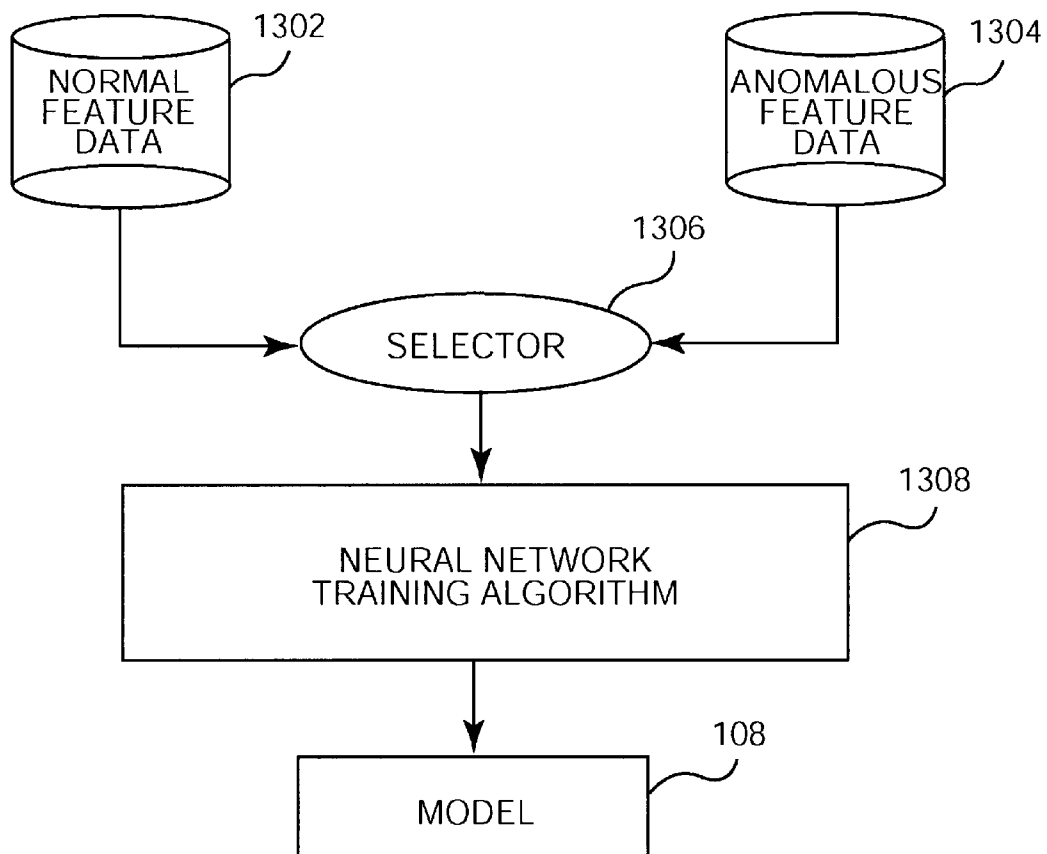 1302
NORMAL
FEATURE
DATA
1304
ANOMALOUS
FEATURE
DATA
1306
SELECTOR
1308
NEURAL NETWORK
TRAINING ALGORITHM
108
MODEL